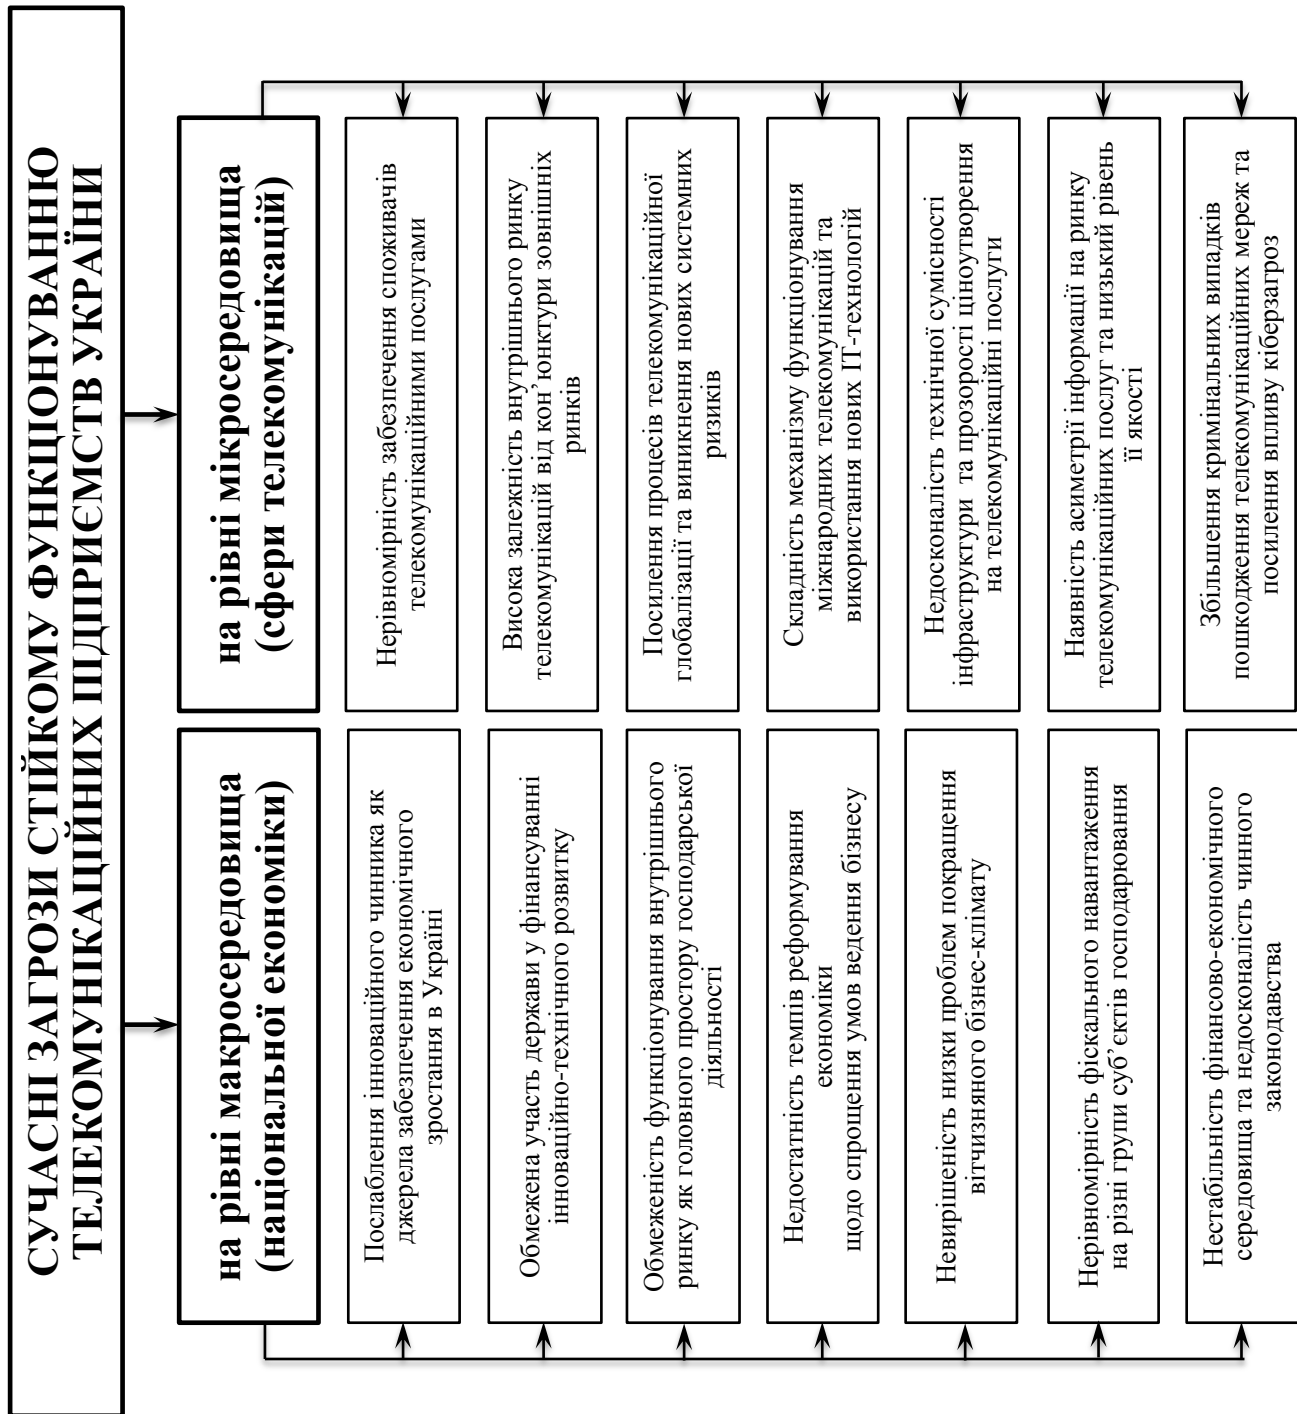 СУЧАСНІ ЗАГРОЗИ СТІЙКОМУ ФУНКЦІОНУВАННЮ
ТЕЛЕКОМУНІКАЦІЙНИХ ПІДПРИЄМСТВ УКРАЇНИ
на рівні макросередовища
(національної економіки)
Послаблення інноваційного чинника як
джерела забезпечення економічного
зростання в Україні
Обмежена участь держави у фінансуванні
інноваційно-технічного розвитку
Обмеженість функціонування внутрішнього
ринку як головного простору господарської
діяльності
Недостатність темпів реформування
економіки
щодо спрощення умов ведення бізнесу
Невирішеність низки проблем покращення
вітчизняного бізнес-клімату
Нерівномірність фіскального навантаження
на різні групи суб’єктів господарювання
Нестабільність фінансово-економічного
середовища та недосконалість чинного
законодавства
на рівні мікросередовища
(сфери телекомунікацій)
Нерівномірність забезпечення споживачів
телекомунікаційними послугами
Висока залежність внутрішнього ринку
телекомунікацій від кон’юнктури зовнішніх
ринків
Посилення процесів телекомунікаційної
глобалізації та виникнення нових системних
ризиків
Складність механізму функціонування
міжнародних телекомунікацій та
використання нових ІТ-технологій
Недосконалість технічної сумісності
інфраструктури та прозорості ціноутворення
на телекомунікаційні послуги
Наявність асиметрії інформації на ринку
телекомунікаційних послуг та низький рівень
її якості
Збільшення кримінальних випадків
пошкодження телекомунікаційних мереж та
посилення впливу кіберзагроз